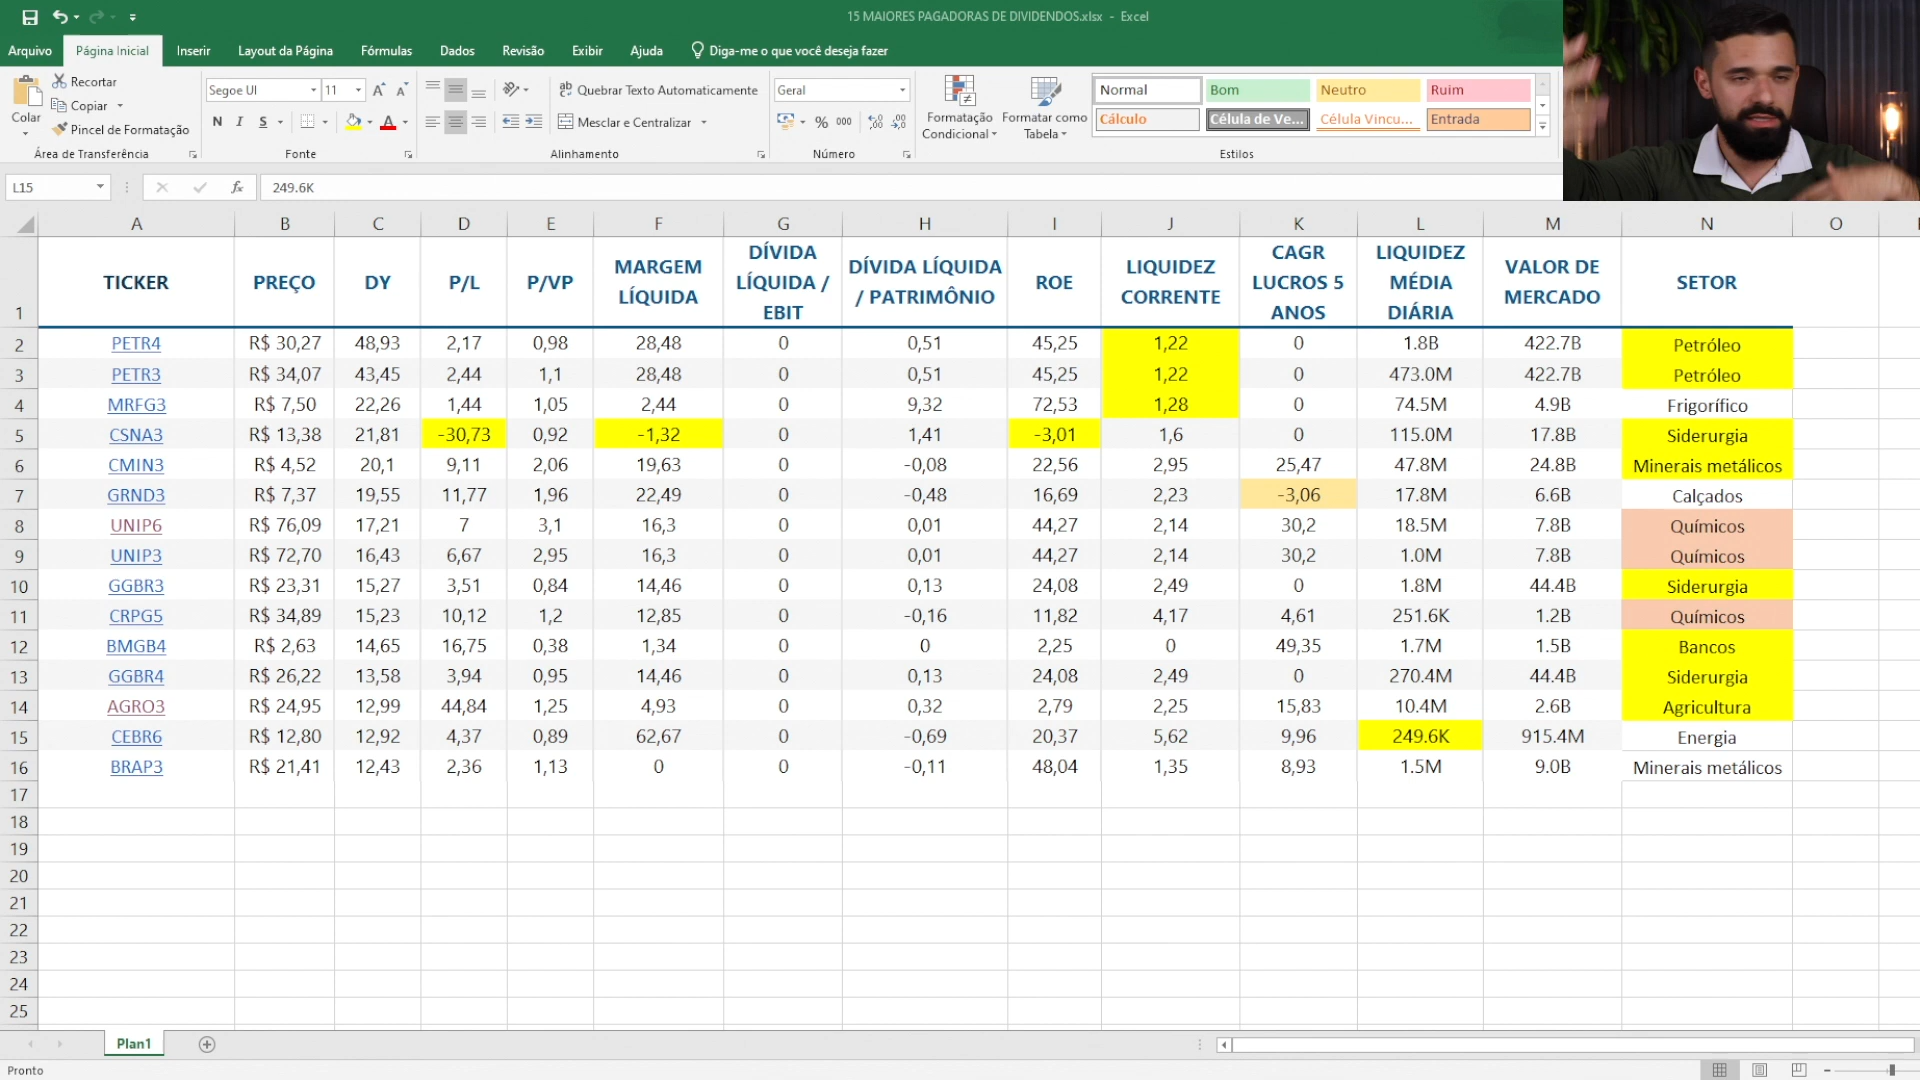 15 MAIORES PAGADORAS DE DIVIDENDOS.xlsx - Excel
Arquivo Página Inicial Inserir Layout da Página Fórmulas Dados Revisão Exibir Ajuda Diga-me o que você deseja fazer
Colar
Recortar
Copiar
Pincel de Formatação
Área de Transferência
Segoe UI 11
N I S
Fonte
Quebrar Texto Automaticamente
Mesclar e Centralizar
Alinhamento
Geral
% 000
Número
Formatação Condicional
Formatar como Tabela
Normal Bom Neutro Ruim
Cálculo Célula de Ve... Célula Vincu... Entrada
Estilos
L15 fx 249.6K
A B C D E F G H I J K L M N O
1 TICKER PREÇO DY P/L P/VP MARGEM LÍQUIDA DÍVIDA LÍQUIDA / EBIT DÍVIDA LÍQUIDA / PATRIMÔNIO ROE LIQUIDEZ CORRENTE CAGR LUCROS 5 ANOS LIQUIDEZ MÉDIA DIÁRIA VALOR DE MERCADO SETOR
2 PETR4 R$ 30,27 48,93 2,17 0,98 28,48 0 0,51 45,25 1,22 0 1.8B 422.7B Petróleo
3 PETR3 R$ 34,07 43,45 2,44 1,1 28,48 0 0,51 45,25 1,22 0 473.0M 422.7B Petróleo
4 MRFG3 R$ 7,50 22,26 1,44 1,05 2,44 0 9,32 72,53 1,28 0 74.5M 4.9B Frigorífico
5 CSNA3 R$ 13,38 21,81 -30,73 0,92 -1,32 0 1,41 -3,01 1,6 0 115.0M 17.8B Siderurgia
6 CMIN3 R$ 4,52 20,1 9,11 2,06 19,63 0 -0,08 22,56 2,95 25,47 47.8M 24.8B Minerais metálicos
7 GRND3 R$ 7,37 19,55 11,77 1,96 22,49 0 -0,48 16,69 2,23 -3,06 17.8M 6.6B Calçados
8 UNIP6 R$ 76,09 17,21 7 3,1 16,3 0 0,01 44,27 2,14 30,2 18.5M 7.8B Químicos
9 UNIP3 R$ 72,70 16,43 6,67 2,95 16,3 0 0,01 44,27 2,14 30,2 1.0M 7.8B Químicos
10 GGBR3 R$ 23,31 15,27 3,51 0,84 14,46 0 0,13 24,08 2,49 0 1.8M 44.4B Siderurgia
11 CRPG5 R$ 34,89 15,23 10,12 1,2 12,85 0 -0,16 11,82 4,17 4,61 251.6K 1.2B Químicos
12 BMGB4 R$ 2,63 14,65 16,75 0,38 1,34 0 0 2,25 0 49,35 1.7M 1.5B Bancos
13 GGBR4 R$ 26,22 13,58 3,94 0,95 14,46 0 0,13 24,08 2,49 0 270.4M 44.4B Siderurgia
14 AGRO3 R$ 24,95 12,99 44,84 1,25 4,93 0 0,32 2,79 2,25 15,83 10.4M 2.6B Agricultura
15 CEBR6 R$ 12,80 12,92 4,37 0,89 62,67 0 -0,69 20,37 5,62 9,96 249.6K 915.4M Energia
16 BRAP3 R$ 21,41 12,43 2,36 1,13 0 0 -0,11 48,04 1,35 8,93 1.5M 9.0B Minerais metálicos
17
18
19
20
21
22
23
24
25
Plan1
Pronto